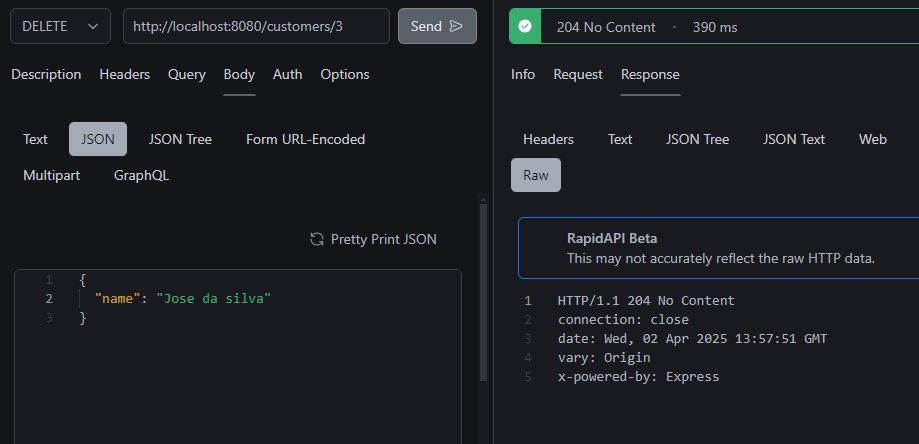 DELETE
http://localhost:8080/customers/3
Send
Description Headers Query Body Auth Options
Text JSON JSON Tree Form URL-Encoded
Multipart GraphQL
Pretty Print JSON
1 {
2 "name": "Jose da silva"
3 }
204 No Content · 390 ms
Info Request Response
Headers Text JSON Tree JSON Text Web
Raw
RapidAPI Beta
This may not accurately reflect the raw HTTP data.
1 HTTP/1.1 204 No Content
2 connection: close
3 date: Wed, 02 Apr 2025 13:57:51 GMT
4 vary: Origin
5 x-powered-by: Express